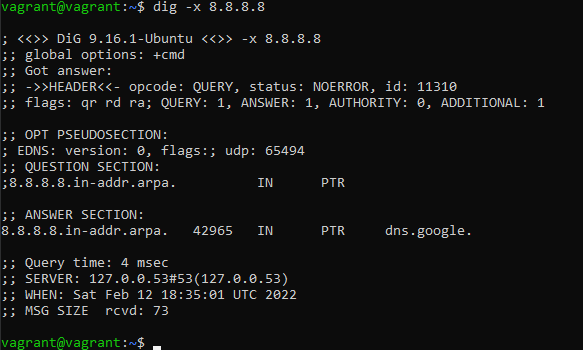 vagrant@vagrant:~$ dig -x 8.8.8.8
; <<>> DiG 9.16.1-Ubuntu <<>> -x 8.8.8.8
;; global options: +cmd
;; Got answer:
;; ->>HEADER<<- opcode: QUERY, status: NOERROR, id: 11310
;; flags: qr rd ra; QUERY: 1, ANSWER: 1, AUTHORITY: 0, ADDITIONAL: 1
;; OPT PSEUDOSECTION:
; EDNS: version: 0, flags:; udp: 65494
;; QUESTION SECTION:
;8.8.8.8.in-addr.arpa. IN PTR
;; ANSWER SECTION:
8.8.8.8.in-addr.arpa. 42965 IN PTR dns.google.
;; Query time: 4 msec
;; SERVER: 127.0.0.53#53(127.0.0.53)
;; WHEN: Sat Feb 12 18:35:01 UTC 2022
;; MSG SIZE rcvd: 73
vagrant@vagrant:~$